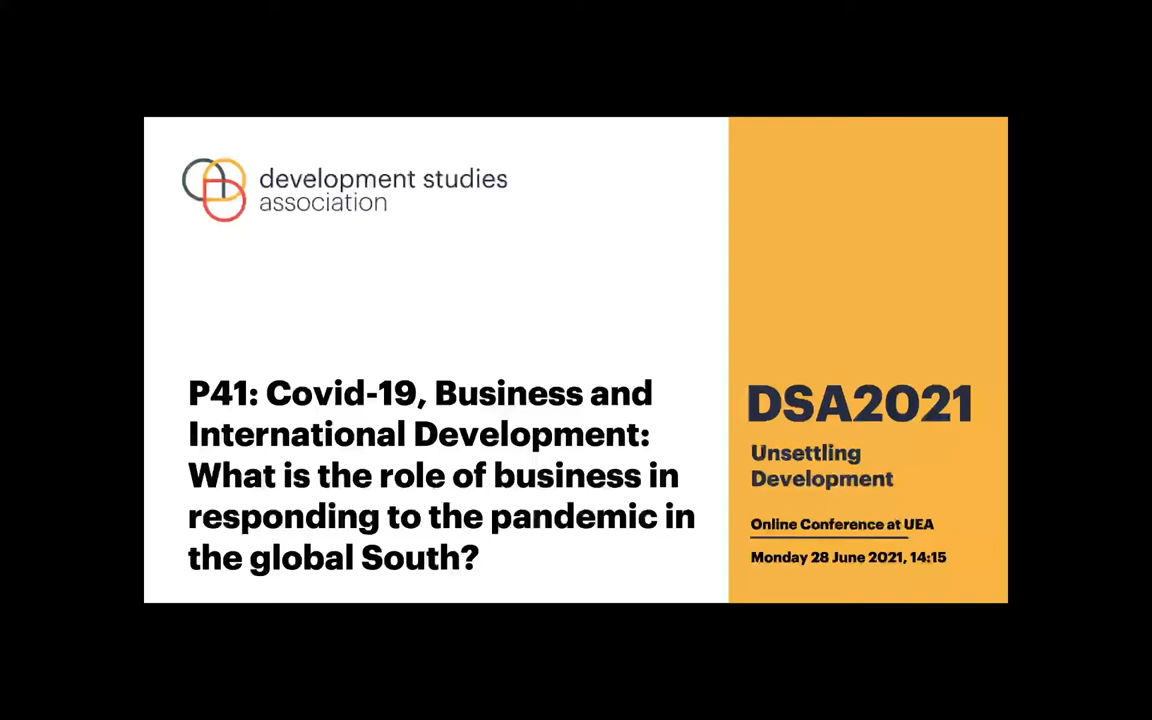 development studies
association
P41: Covid-19, Business and
International Development:
What is the role of business in
responding to the pandemic in
the global South?
DSA2021
Unsettling
Development
Online Conference at UEA
Monday 28 June 2021, 14:15